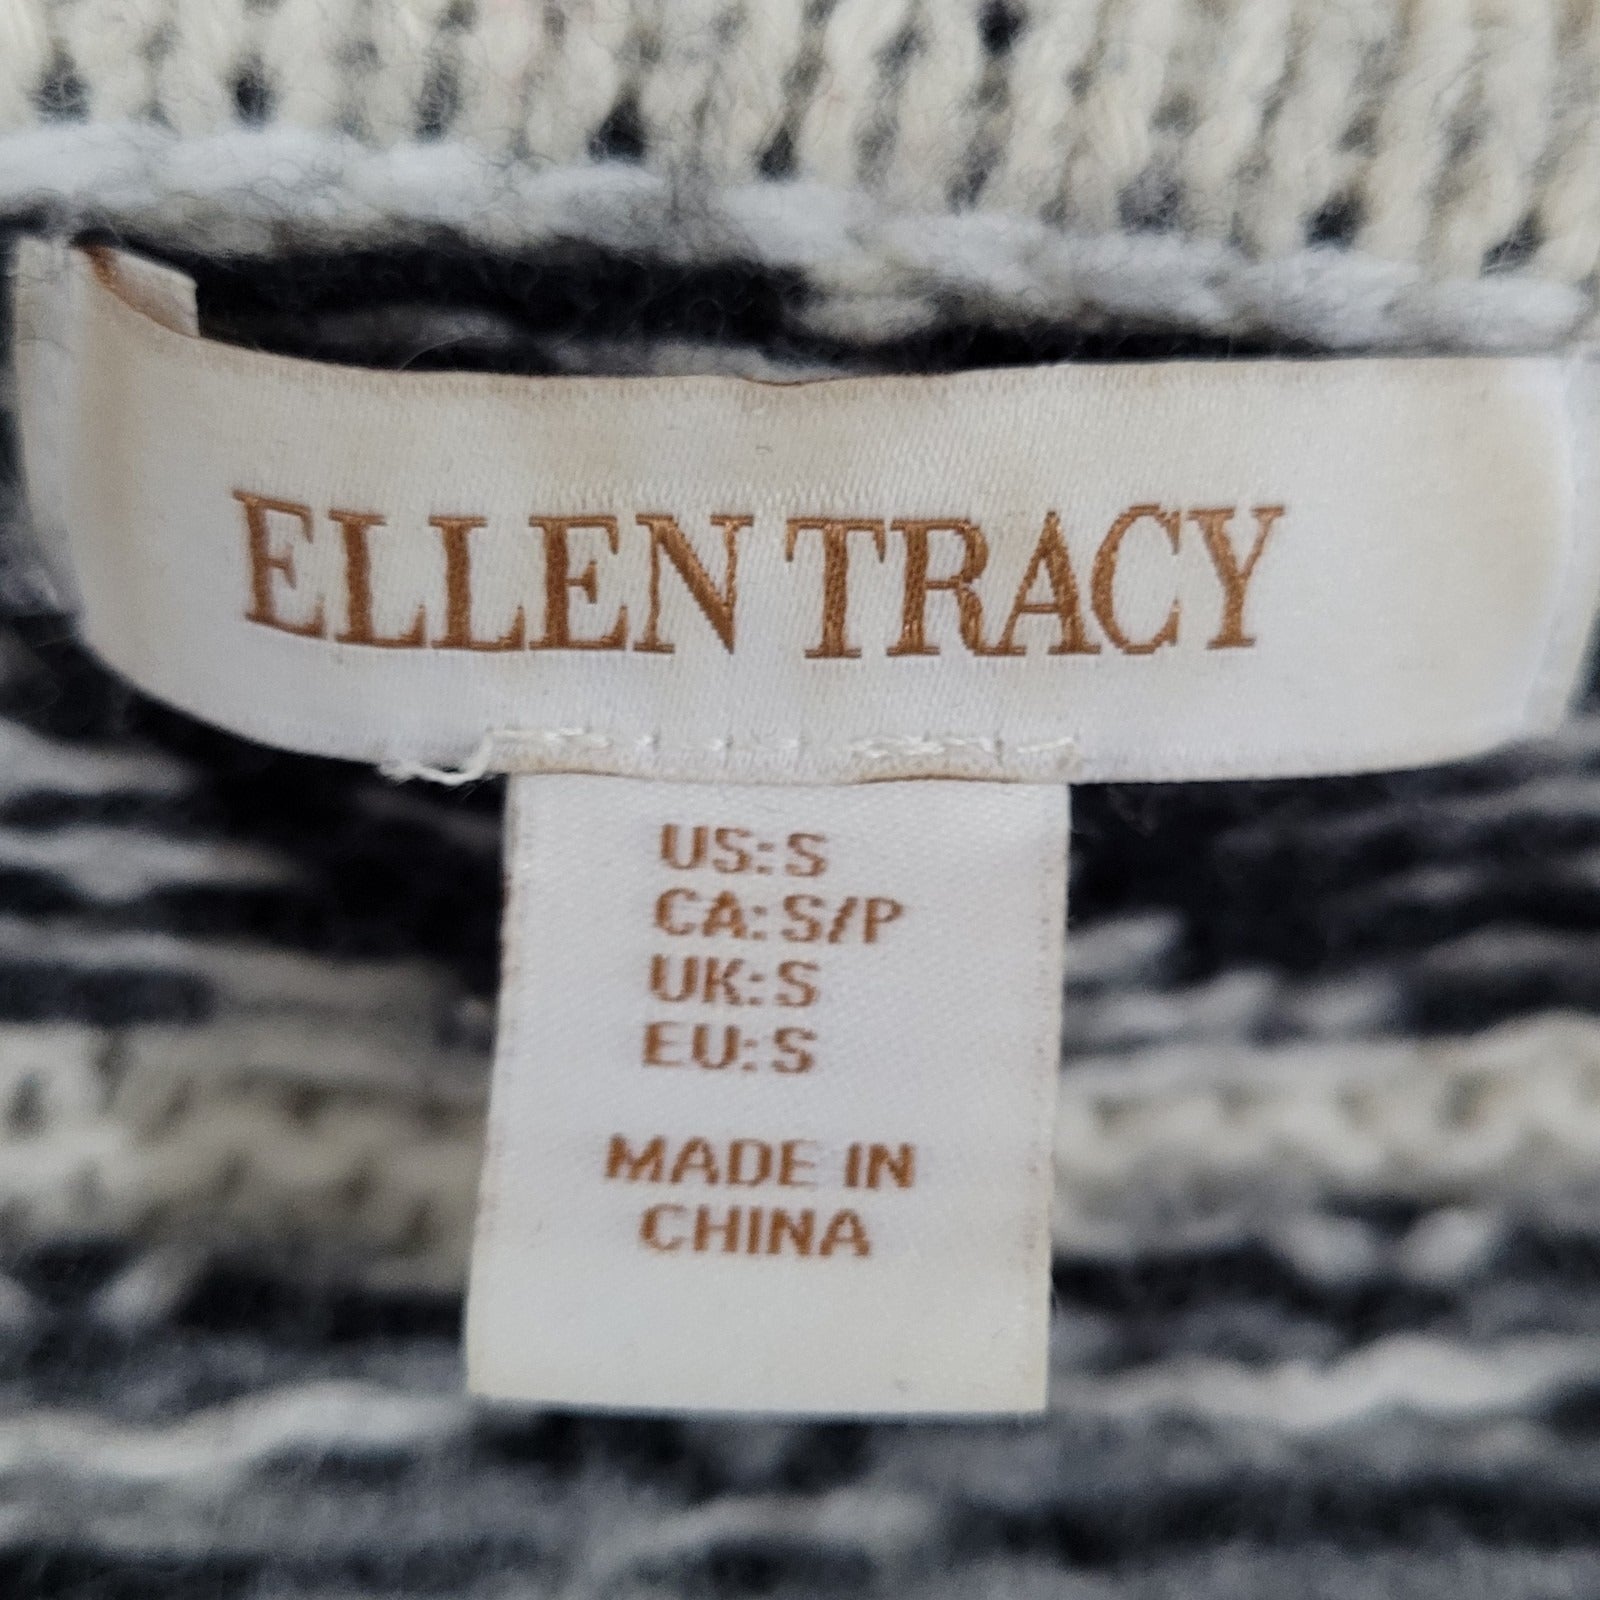 ELLEN TRACY
US: S
CA: S/P
UK: S
EU: S
MADE IN
CHINA